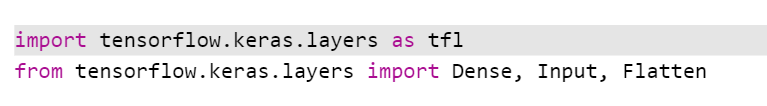 import tensorflow.keras.layers as tfl
from tensorflow.keras.layers import Dense, Input, Flatten